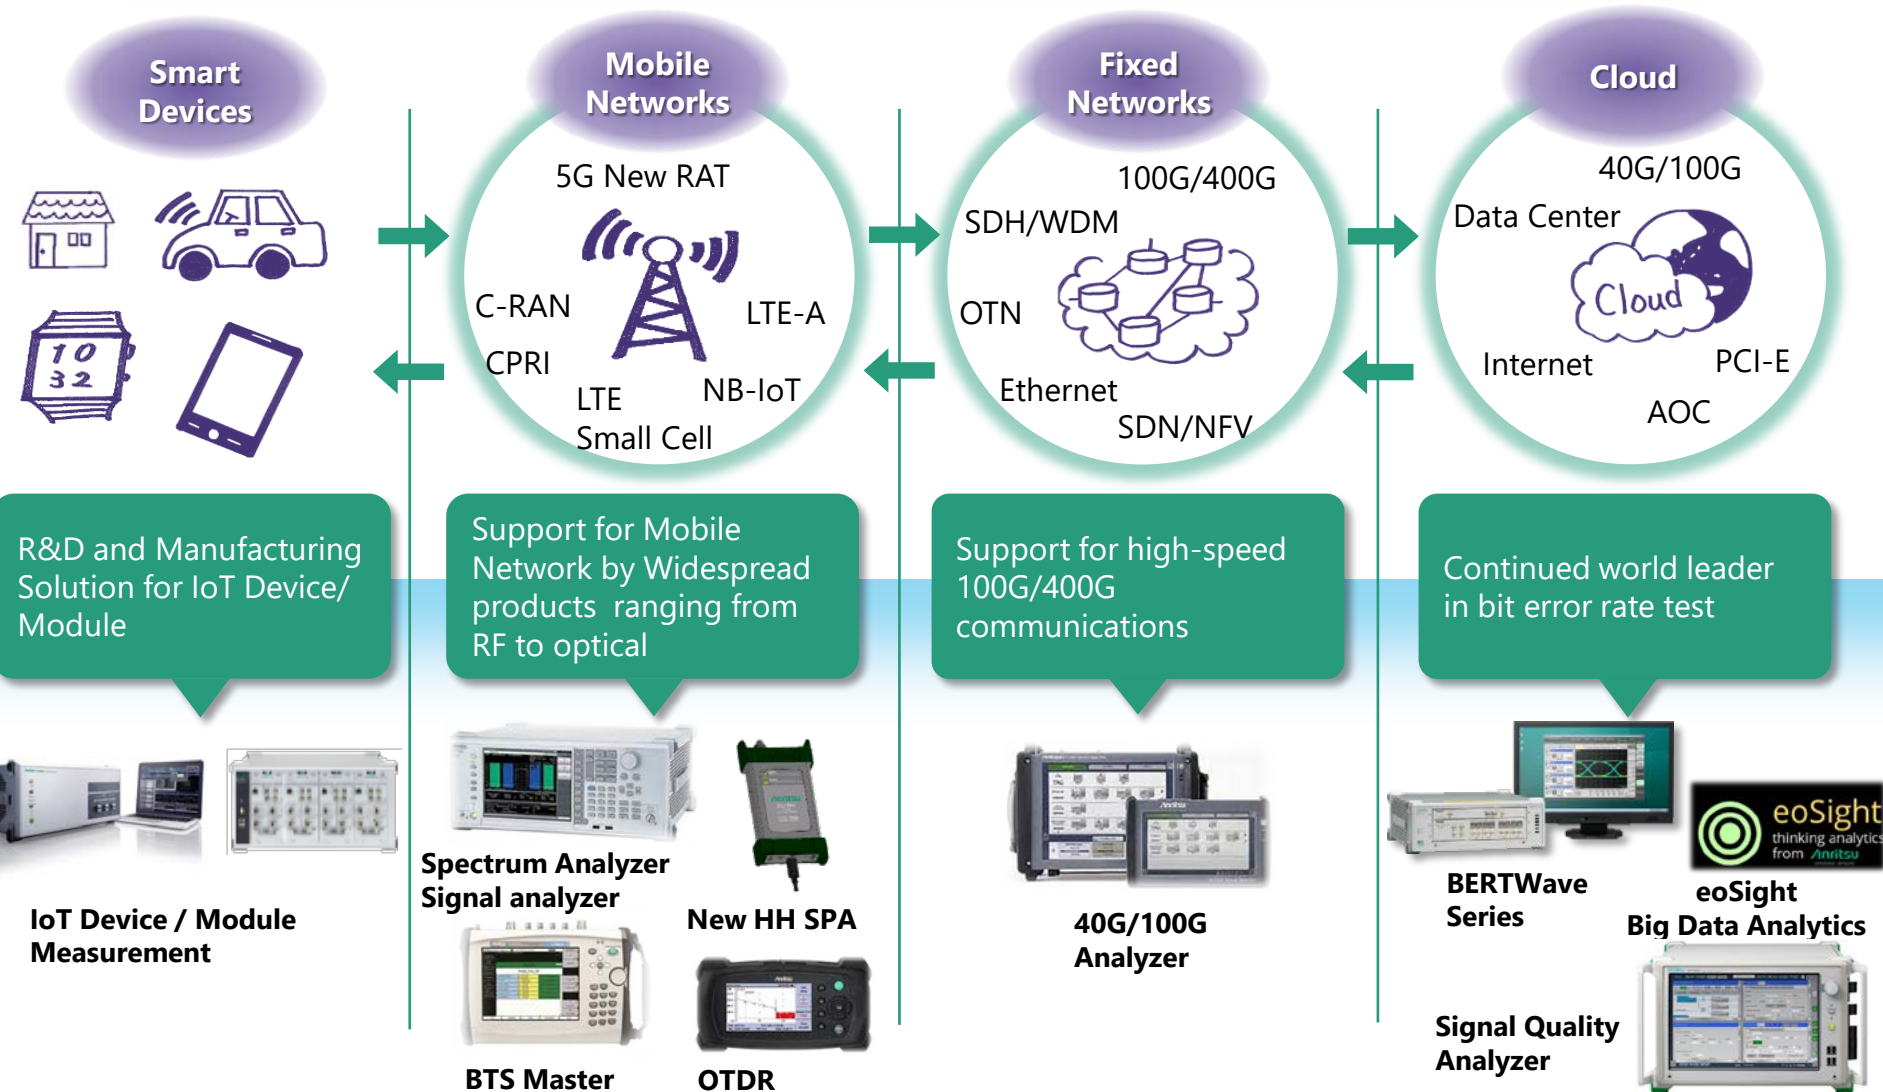 Smart
Devices
Mobile
Networks
Fixed
Networks
Cloud
5G New RAT
C-RAN
LTE-A
CPRI
NB-IoT
LTE
Small Cell
100G/400G
SDH/WDM
OTN
Ethernet
SDN/NFV
40G/100G
Data Center
Cloud
Internet
PCI-E
AOC
10
32
R&D and Manufacturing
Solution for IoT Device/
Module
Support for Mobile
Network by Widespread
products ranging from
RF to optical
Support for high-speed
100G/400G
communications
Continued world leader
in bit error rate test
IoT Device / Module
Measurement
Spectrum Analyzer
Signal analyzer
Anritsu
New HH SPA
BTS Master
Anritsu
OTDR
Anritsu
40G/100G
Analyzer
BERTWave
Series
eoSight
thinking analytics
from Anritsu
eoSight
Big Data Analytics
Signal Quality
Analyzer